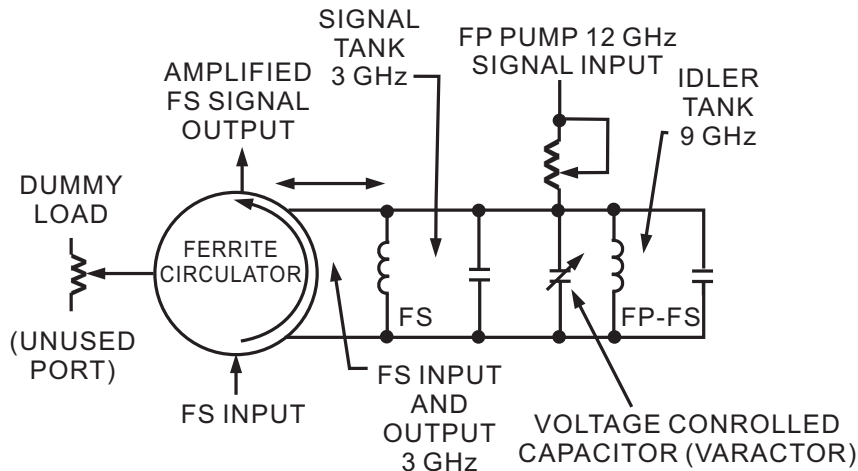 SIGNAL
TANK
3 GHz
FP PUMP 12 GHz
SIGNAL INPUT
IDLER
TANK
9 GHz
AMPLIFIED
FS SIGNAL
OUTPUT
DUMMY
LOAD
FERRITE
CIRCULATOR
(UNUSED
PORT)
FS
FP-FS
FS INPUT
FS INPUT
AND
OUTPUT
3 GHz
VOLTAGE CONROLLED
CAPACITOR (VARACTOR)